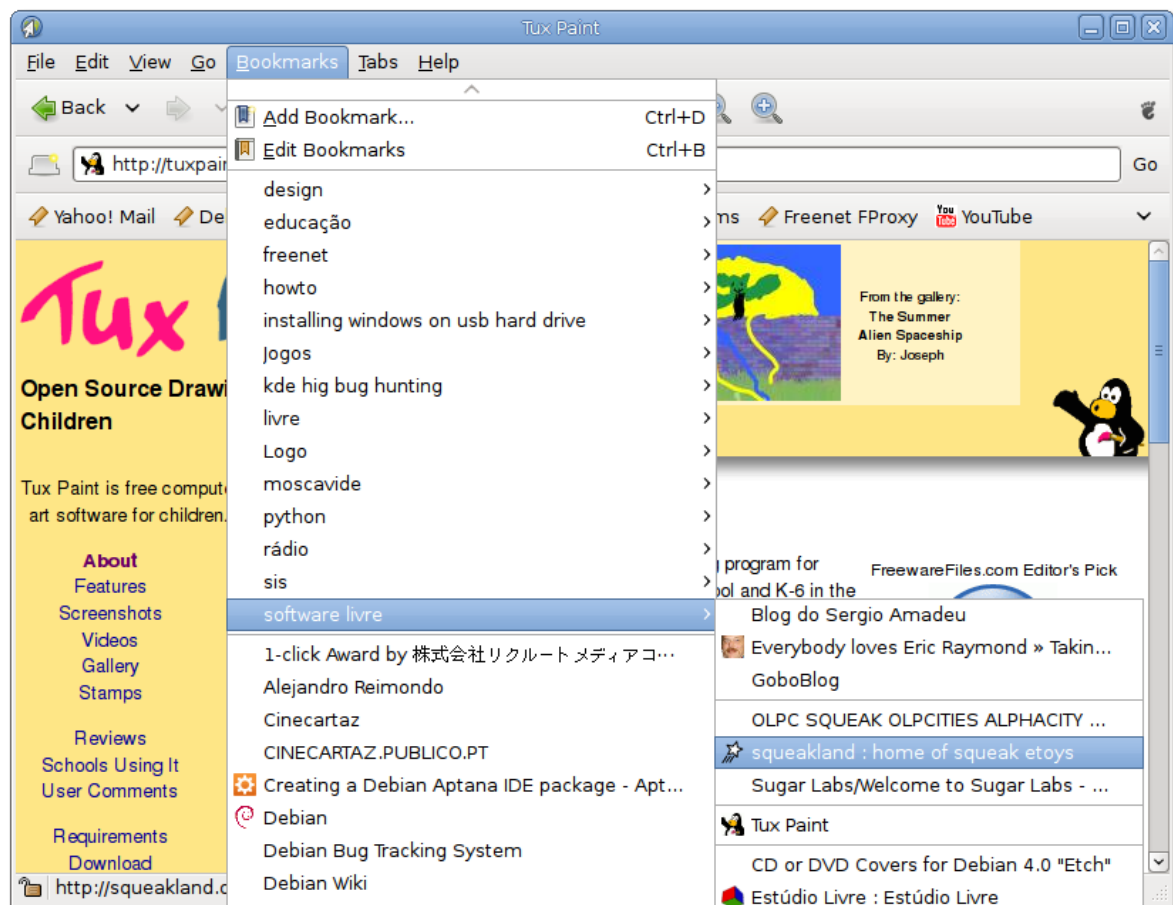 Tux Paint
File Edit View Go Bookmarks Tabs Help
Back
Add Bookmark... Ctrl+D
Edit Bookmarks Ctrl+B
http://tuxpair Go
Yahoo! Mail De ms Freenet FProxy YouTube
design
educação
freenet
howto
installing windows on usb hard drive
Jogos
kde hig bug hunting
livre
Logo
moscavide
python
rádio
sis
software livre
1-click Award by 株式会社リクルートメディアコ…
Alejandro Reimondo
Cinecartaz
CINECARTAZ.PUBLICO.PT
Creating a Debian Aptana IDE package - Apt...
Debian
Debian Bug Tracking System
Debian Wiki
Blog do Sergio Amadeu
Everybody loves Eric Raymond » Takin...
GoboBlog
OLPC SQUEAK OLPCITIES ALPHACITY ...
squeakland : home of squeak etoys
Sugar Labs/Welcome to Sugar Labs - ...
Tux Paint
CD or DVD Covers for Debian 4.0 "Etch"
Estúdio Livre : Estúdio Livre
Tux
Open Source Drawi
Children
Tux Paint is free compute
art software for children.
About
Features
Screenshots
Videos
Gallery
Stamps
Reviews
Schools Using It
User Comments
Requirements
Download
From the gallery:
The Summer
Alien Spaceship
By: Joseph
program for
ool and K-6 in the
FreewareFiles.com Editor's Pick
http://squeakland.o